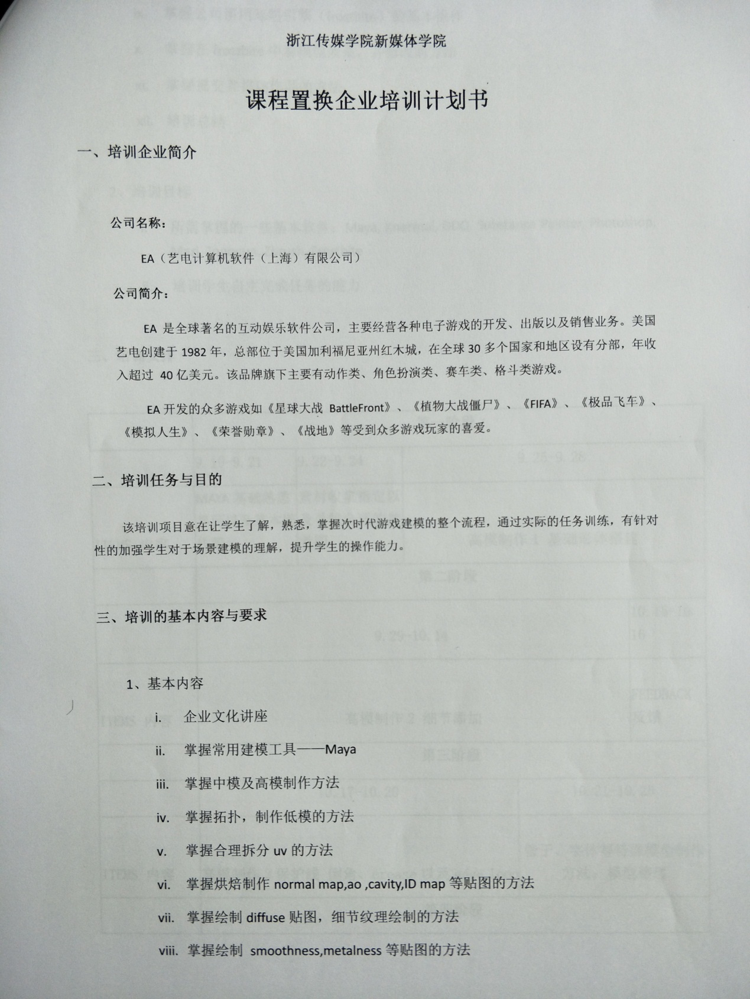 浙江传媒学院新媒体学院
课程置换企业培训计划书
一、培训企业简介
公司名称：
EA（艺电计算机软件（上海）有限公司）
公司简介：
EA 是全球著名的互动娱乐软件公司，主要经营各种电子游戏的开发、出版以及销售业务。美国
艺电创建于 1982 年，总部位于美国加利福尼亚州红木城，在全球 30 多个国家和地区设有分部，年收
入超过 40 亿美元。该品牌旗下主要有动作类、角色扮演类、赛车类、格斗类游戏。
EA 开发的众多游戏如《星球大战 BattleFront》、《植物大战僵尸》、《FIFA》、《极品飞车》、
《模拟人生》、《荣誉勋章》、《战地》等受到众多游戏玩家的喜爱。
二、培训任务与目的
该培训项目意在让学生了解，熟悉，掌握次时代游戏建模的整个流程，通过实际的任务训练，有针对
性的加强学生对于场景建模的理解，提升学生的操作能力。
三、培训的基本内容与要求
1、基本内容
i. 企业文化讲座
ii. 掌握常用建模工具——Maya
iii. 掌握中模及高模制作方法
iv. 掌握拓扑，制作低模的方法
v. 掌握合理拆分 uv 的方法
vi. 掌握烘焙制作 normal map,ao ,cavity,ID map 等贴图的方法
vii. 掌握绘制 diffuse 贴图，细节纹理绘制的方法
viii. 掌握绘制 smoothness,metalness 等贴图的方法